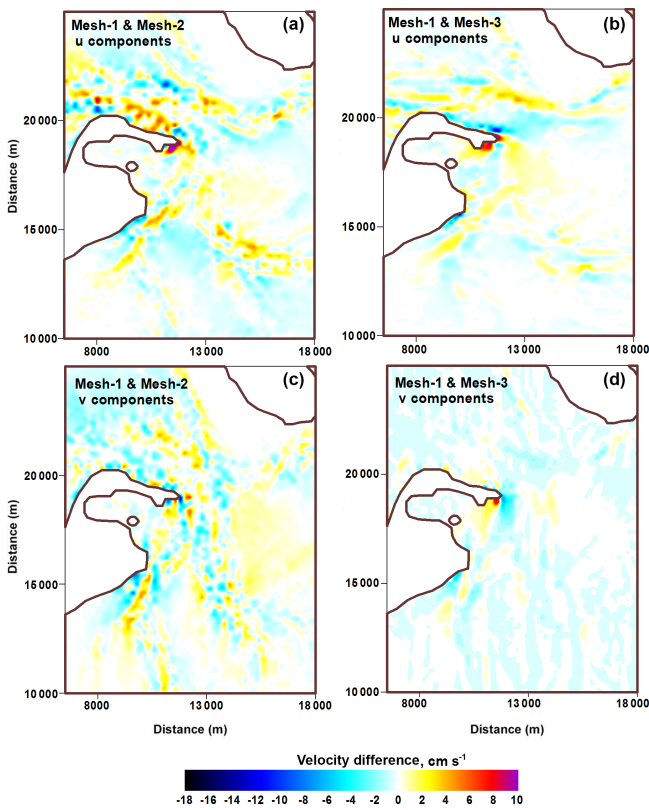 Mesh-1 & Mesh-2
u components
(a)
Mesh-1 & Mesh-3
u components
(b)
20 000
15 000
10 000
Distance (m)
8000
13 000
18 000
20 000
15 000
10 000
8000
13 000
18 000
Mesh-1 & Mesh-2
v components
(c)
Mesh-1 & Mesh-3
v components
(d)
20 000
15 000
10 000
Distance (m)
8000
13 000
18 000
Distance (m)
20 000
15 000
10 000
8000
13 000
18 000
Distance (m)
Velocity difference, cm s⁻¹
-18 -16 -14 -12 -10 -8 -6 -4 -2 0 2 4 6 8 10